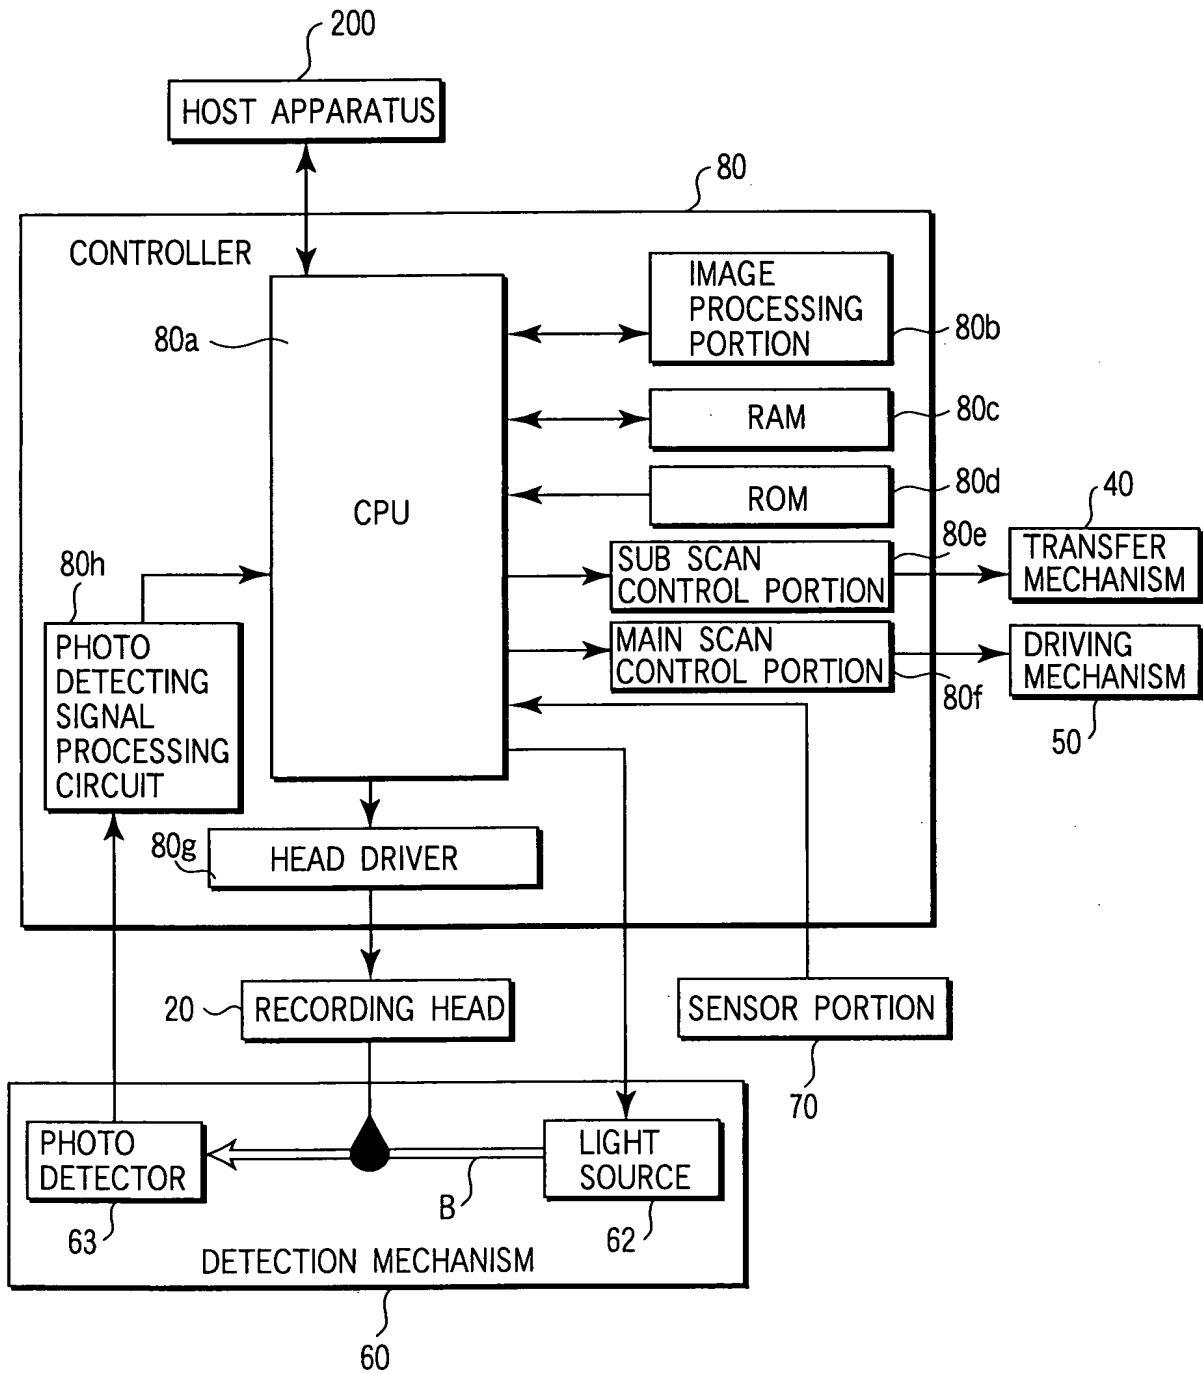 200
HOST APPARATUS
80
CONTROLLER
80a
CPU
IMAGE
PROCESSING
PORTION
80b
RAM
80c
ROM
80d
SUB SCAN
CONTROL PORTION
80e
40
TRANSFER
MECHANISM
MAIN SCAN
CONTROL PORTION
80f
DRIVING
MECHANISM
50
80h
PHOTO
DETECTING
SIGNAL
PROCESSING
CIRCUIT
80g
HEAD DRIVER
20
RECORDING HEAD
SENSOR PORTION
70
PHOTO
DETECTOR
63
B
LIGHT
SOURCE
62
DETECTION MECHANISM
60